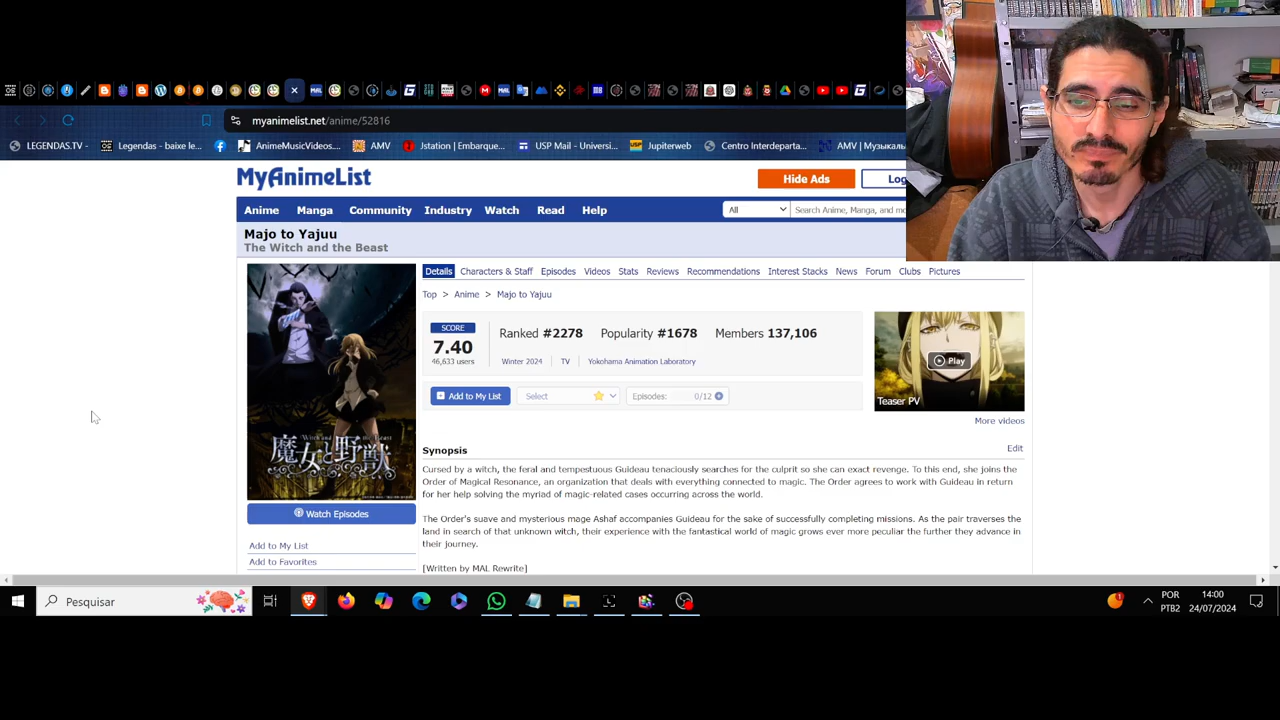 myanimelist.net/anime/52816
LEGENDAS.TV -
Legendas - baixe le...
AnimeMusicVideos....
AMV
Jstation | Embarque...
USP Mail - Universi...
Jupiterweb
Centro Interdeparta...
AMV | Музыкаль
MyAnimeList
Hide Ads
Log
Anime Manga Community Industry Watch Read Help
All
Search Anime, Manga, and mo
Majo to Yajuu
The Witch and the Beast
Details Characters & Staff Episodes Videos Stats Reviews Recommendations Interest Stacks News Forum Clubs Pictures
Top > Anime > Majo to Yajuu
SCORE
7.40
46,633 users
Ranked #2278 Popularity #1678 Members 137,106
Winter 2024 TV Yokohama Animation Laboratory
Add to My List
Select
Episodes: 0/12
Play
Teaser PV
More videos
Witch and the Beast
魔女と野獣
Synopsis
Edit
Cursed by a witch, the feral and tempestuous Guideau tenaciously searches for the culprit so she can exact revenge. To this end, she joins the
Order of Magical Resonance, an organization that deals with everything connected to magic. The Order agrees to work with Guideau in return
for her help solving the myriad of magic-related cases occurring across the world.
The Order's suave and mysterious mage Ashaf accompanies Guideau for the sake of successfully completing missions. As the pair traverses the
land in search of that unknown witch, their experience with the fantastical world of magic grows ever more peculiar the further they advance in
their journey.
[Written by MAL Rewrite]
Watch Episodes
Add to My List
Add to Favorites
Pesquisar
POR
PTB2
14:00
24/07/2024